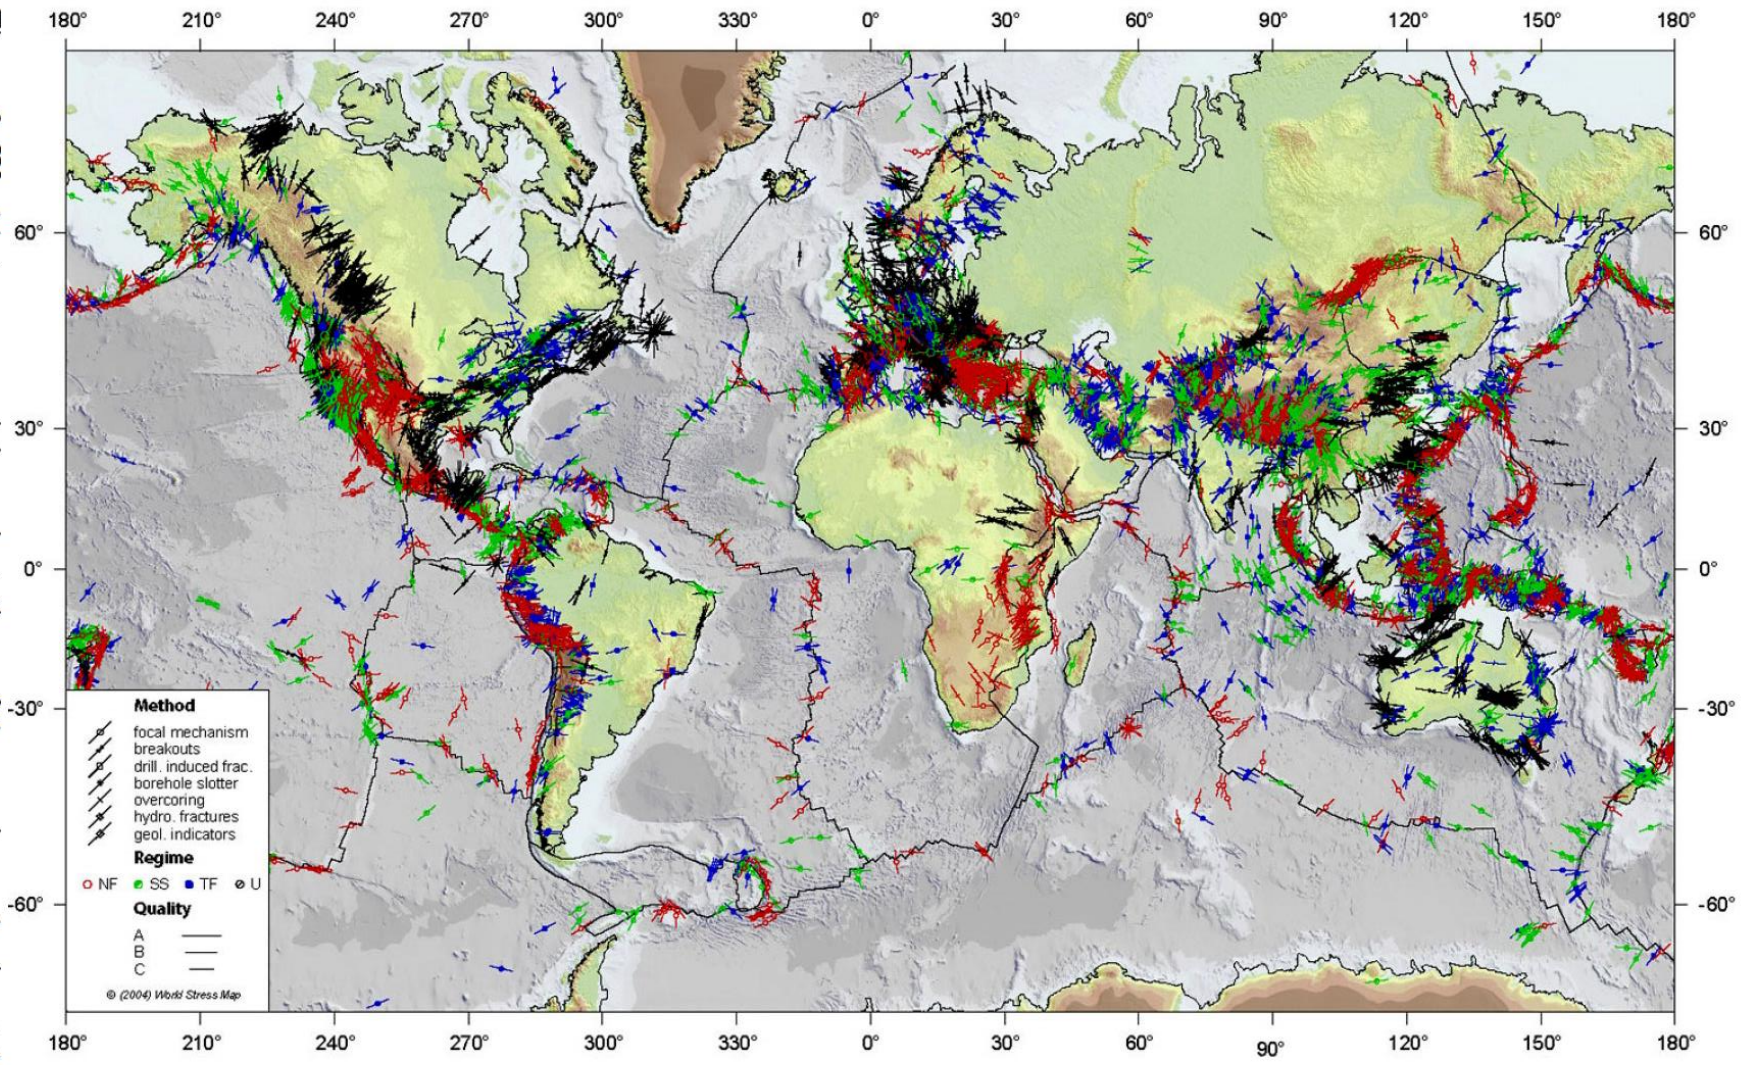 180° 210° 240° 270° 300° 330° 0° 30° 60° 90° 120° 150° 180°
60° 60°
30° 30°
0° 0°
-30° -30°
-60° -60°
Method
focal mechanism
breakouts
drill. induced frac.
borehole slotter
overcoring
hydro. fractures
geol. indicators
Regime
NF SS TF U
Quality
A
B
C
© (2004) World Stress Map
180° 210° 240° 270° 300° 330° 0° 30° 60° 90° 120° 150° 180°